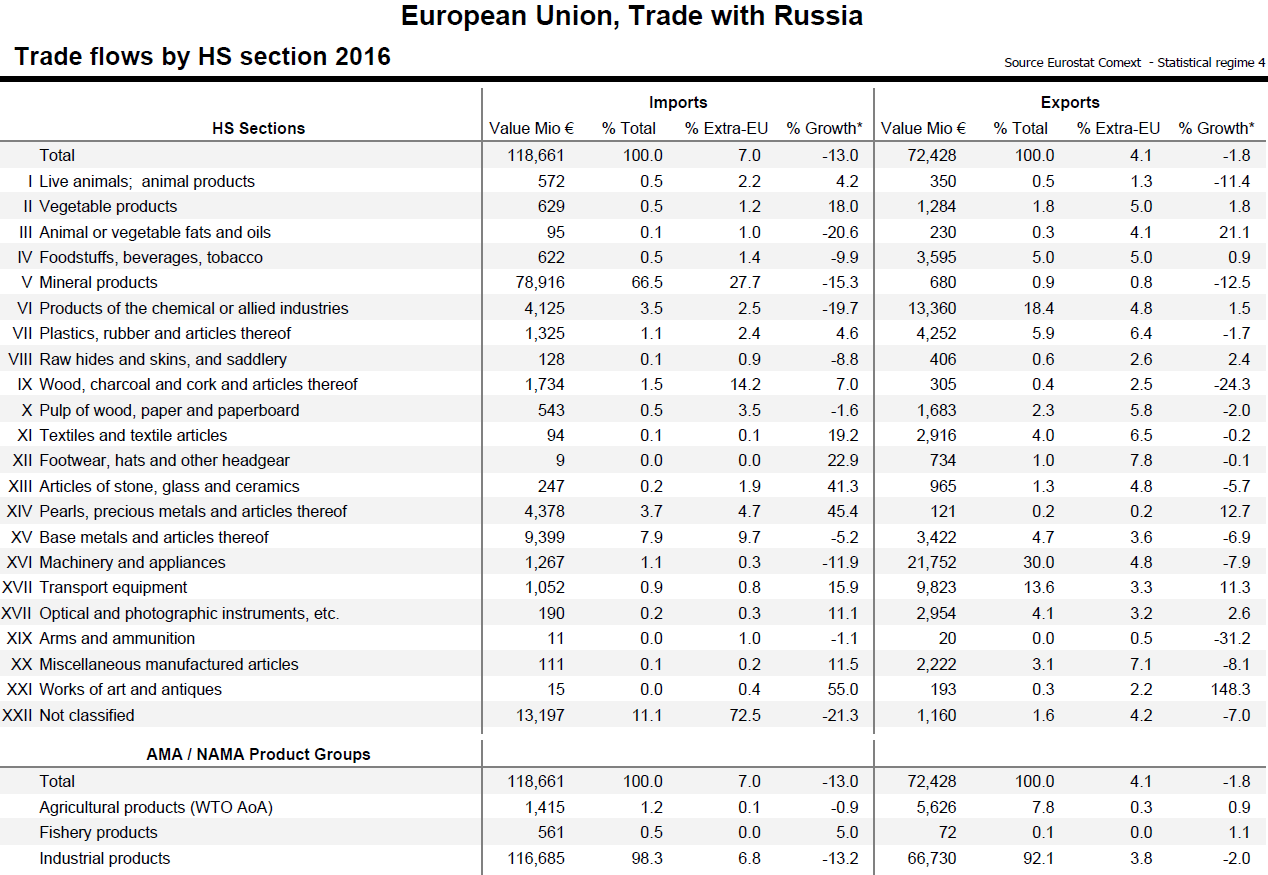 European Union, Trade with Russia
Trade flows by HS section 2016
Source Eurostat Comext - Statistical regime 4
Imports Exports
HS Sections Value Mio € % Total % Extra-EU % Growth* Value Mio € % Total % Extra-EU % Growth*
Total 118,661 100.0 7.0 -13.0 72,428 100.0 4.1 -1.8
I Live animals; animal products 572 0.5 2.2 4.2 350 0.5 1.3 -11.4
II Vegetable products 629 0.5 1.2 18.0 1,284 1.8 5.0 1.8
III Animal or vegetable fats and oils 95 0.1 1.0 -20.6 230 0.3 4.1 21.1
IV Foodstuffs, beverages, tobacco 622 0.5 1.4 -9.9 3,595 5.0 5.0 0.9
V Mineral products 78,916 66.5 27.7 -15.3 680 0.9 0.8 -12.5
VI Products of the chemical or allied industries 4,125 3.5 2.5 -19.7 13,360 18.4 4.8 1.5
VII Plastics, rubber and articles thereof 1,325 1.1 2.4 4.6 4,252 5.9 6.4 -1.7
VIII Raw hides and skins, and saddlery 128 0.1 0.9 -8.8 406 0.6 2.6 2.4
IX Wood, charcoal and cork and articles thereof 1,734 1.5 14.2 7.0 305 0.4 2.5 -24.3
X Pulp of wood, paper and paperboard 543 0.5 3.5 -1.6 1,683 2.3 5.8 -2.0
XI Textiles and textile articles 94 0.1 0.1 19.2 2,916 4.0 6.5 -0.2
XII Footwear, hats and other headgear 9 0.0 0.0 22.9 734 1.0 7.8 -0.1
XIII Articles of stone, glass and ceramics 247 0.2 1.9 41.3 965 1.3 4.8 -5.7
XIV Pearls, precious metals and articles thereof 4,378 3.7 4.7 45.4 121 0.2 0.2 12.7
XV Base metals and articles thereof 9,399 7.9 9.7 -5.2 3,422 4.7 3.6 -6.9
XVI Machinery and appliances 1,267 1.1 0.3 -11.9 21,752 30.0 4.8 -7.9
XVII Transport equipment 1,052 0.9 0.8 15.9 9,823 13.6 3.3 11.3
XVII Optical and photographic instruments, etc. 190 0.2 0.3 11.1 2,954 4.1 3.2 2.6
XIX Arms and ammunition 11 0.0 1.0 -1.1 20 0.0 0.5 -31.2
XX Miscellaneous manufactured articles 111 0.1 0.2 11.5 2,222 3.1 7.1 -8.1
XXI Works of art and antiques 15 0.0 0.4 55.0 193 0.3 2.2 148.3
XXII Not classified 13,197 11.1 72.5 -21.3 1,160 1.6 4.2 -7.0
AMA / NAMA Product Groups
Total 118,661 100.0 7.0 -13.0 72,428 100.0 4.1 -1.8
Agricultural products (WTO AoA) 1,415 1.2 0.1 -0.9 5,626 7.8 0.3 0.9
Fishery products 561 0.5 0.0 5.0 72 0.1 0.0 1.1
Industrial products 116,685 98.3 6.8 -13.2 66,730 92.1 3.8 -2.0